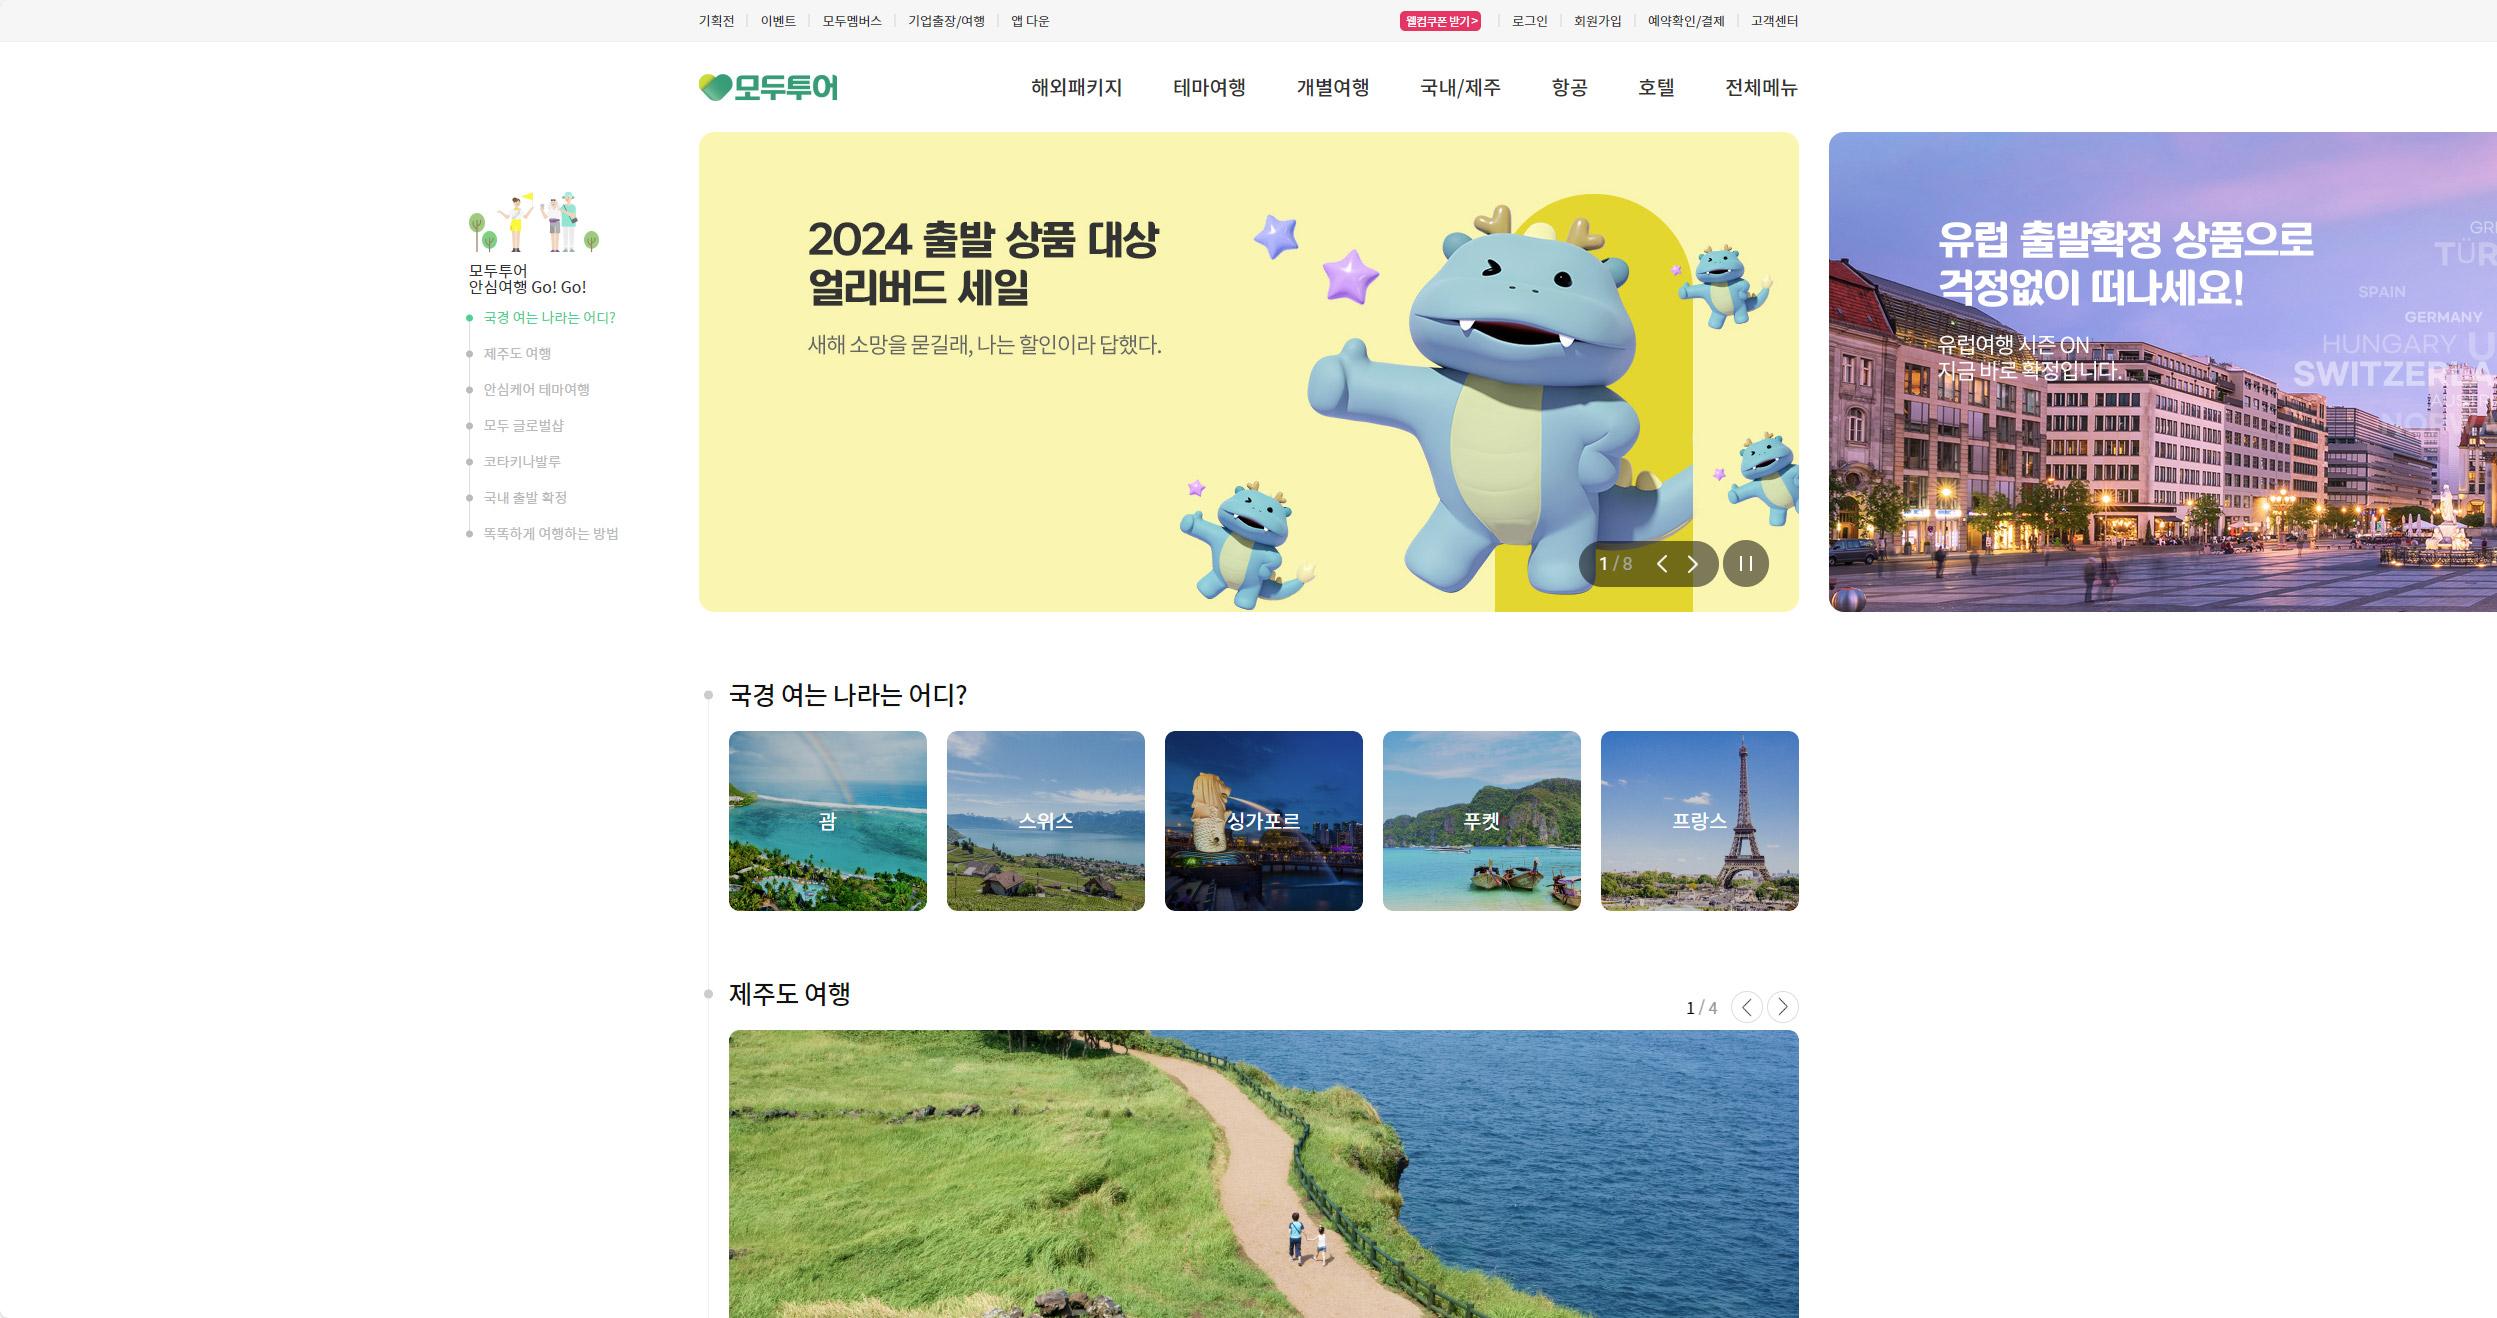 기획전
이벤트
모두멤버스
기업출장/여행
앱 다운
웰컴쿠폰 받기>
로그인
회원가입
예약확인/결제
고객센터
모두투어
해외패키지
테마여행
개별여행
국내/제주
항공
호텔
전체메뉴
모두투어
안심여행 Go! Go!
국경 여는 나라는 어디?
제주도 여행
안심케어 테마여행
모두 글로벌샵
코타키나발루
국내 출발 확정
똑똑하게 여행하는 방법
2024 출발 상품 대상
얼리버드 세일
새해 소망을 묻길래, 나는 할인이라 답했다.
1 / 8
유럽 출발확정 상품으로
걱정없이 떠나세요!
유럽여행 시즌 ON
지금 바로 확정입니다.
SPAIN
GERMANY
HUNGARY
국경 여는 나라는 어디?
괌
스위스
싱가포르
푸켓
프랑스
제주도 여행
1 / 4